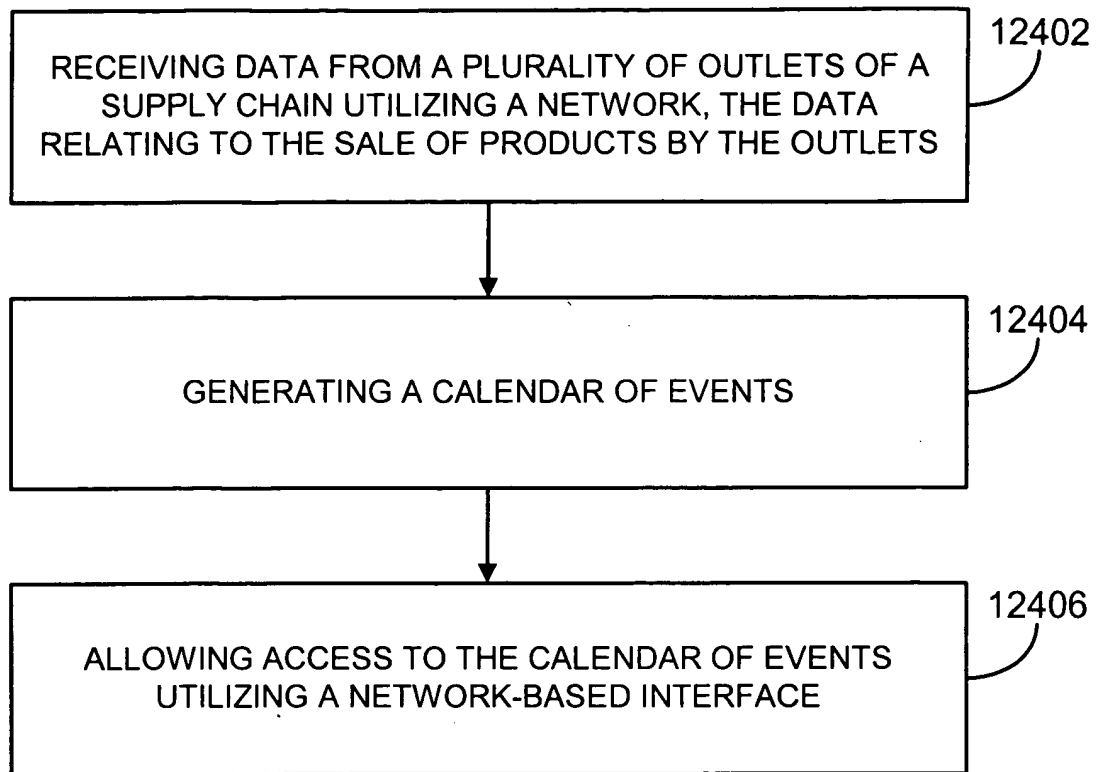 12402
RECEIVING DATA FROM A PLURALITY OF OUTLETS OF A
SUPPLY CHAIN UTILIZING A NETWORK, THE DATA
RELATING TO THE SALE OF PRODUCTS BY THE OUTLETS
12404
GENERATING A CALENDAR OF EVENTS
12406
ALLOWING ACCESS TO THE CALENDAR OF EVENTS
UTILIZING A NETWORK-BASED INTERFACE